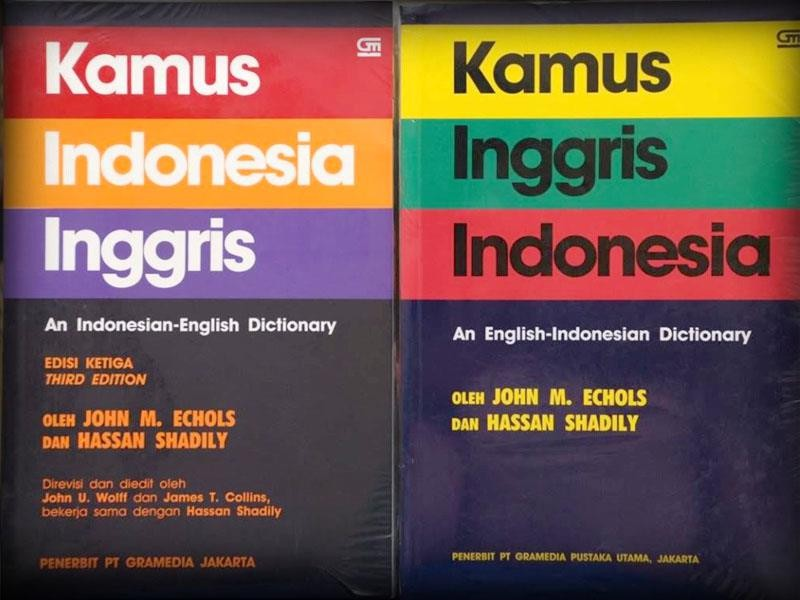 Kamus
Indonesia
Inggris
An Indonesian-English Dictionary
EDISI KETIGA
THIRD EDITION
OLEH JOHN M. ECHOLS
DAN HASSAN SHADILY
Direvisi dan diedit oleh
John U. Wolff dan James T. Collins,
bekerja sama dengan Hassan Shadily
PENERBIT PT GRAMEDIA JAKARTA
GM
Kamus
Inggris
Indonesia
An English-Indonesian Dictionary
OLEH JOHN M. ECHOLS
DAN HASSAN SHADILY
PENERBIT PT GRAMEDIA PUSTAKA UTAMA, JAKARTA
GM